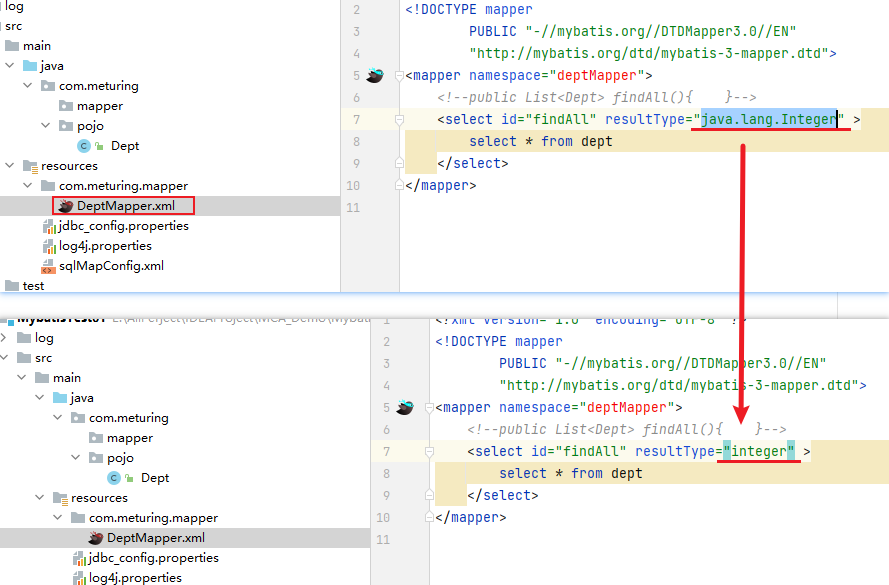 log
src
main
java
com.meturing
mapper
pojo
Dept
resources
com.meturing.mapper
DeptMapper.xml
jdbc_config.properties
log4j.properties
sqlMapConfig.xml
test
2 <!DOCTYPE mapper
3 PUBLIC "-//mybatis.org//DTDMapper3.0//EN"
4 "http://mybatis.org/dtd/mybatis-3-mapper.dtd">
5 <mapper namespace="deptMapper">
6 <!--public List<Dept> findAll(){    }-->
7 <select id="findAll" resultType="java.lang.Integer" >
8 select * from dept
9 </select>
10 </mapper>
11
log
src
main
java
com.meturing
mapper
pojo
Dept
resources
com.meturing.mapper
DeptMapper.xml
jdbc_config.properties
log4j.properties
1 <?xml version="1.0" encoding="UTF-8" ?>
2 <!DOCTYPE mapper
3 PUBLIC "-//mybatis.org//DTDMapper3.0//EN"
4 "http://mybatis.org/dtd/mybatis-3-mapper.dtd">
5 <mapper namespace="deptMapper">
6 <!--public List<Dept> findAll(){    }-->
7 <select id="findAll" resultType="integer" >
8 select * from dept
9 </select>
10 </mapper>
11